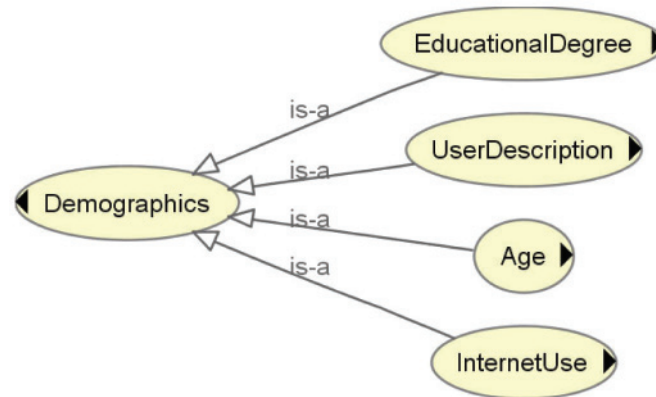 EducationalDegree
is-a
UserDescription
is-a
Demographics
is-a
Age
is-a
InternetUse